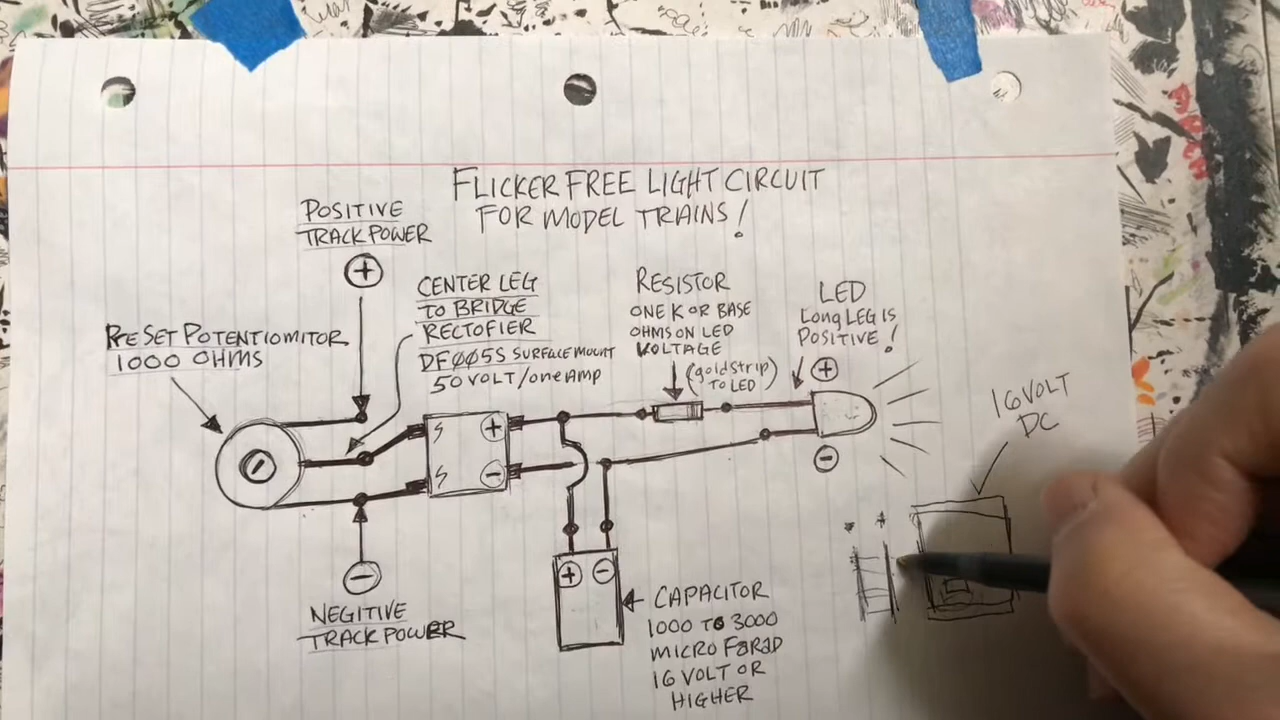 FLICKER FREE LIGHT CIRCUIT
FOR MODEL TRAINS!
POSITIVE
TRACK POWER
+
PRESET POTENTIOMITOR
1000 OHMS
CENTER LEG
TO BRIDGE
RECTOFIER
DF005S SURFACE MOUNT
50 VOLT/one AMP
RESISTOR
ONE K OR BASE
OHMS ON LED
VOLTAGE
(gold strip)
TO LED
LED
Long LEG IS
POSITIVE!
+
-
16 VOLT
DC
+
-
-
NEGITIVE
TRACK POWER
+ -
CAPACITOR
1000 TO 3000
MICRO FARAD
16 VOLT OR
HIGHER